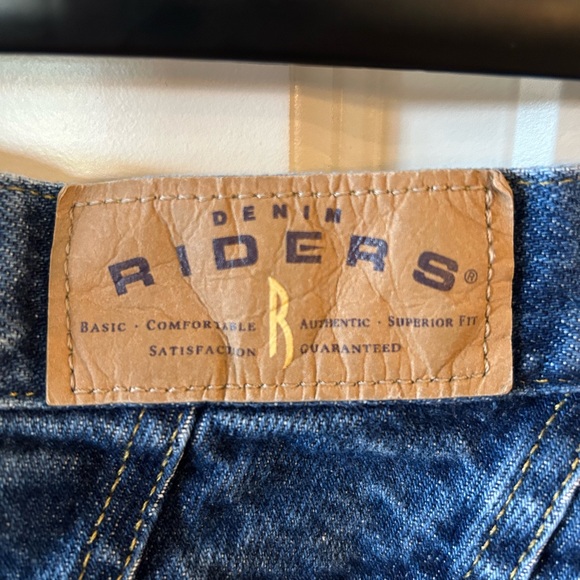 DENIM
RIDERS®
BASIC · COMFORTABLE R AUTHENTIC · SUPERIOR FIT
SATISFACTION GUARANTEED